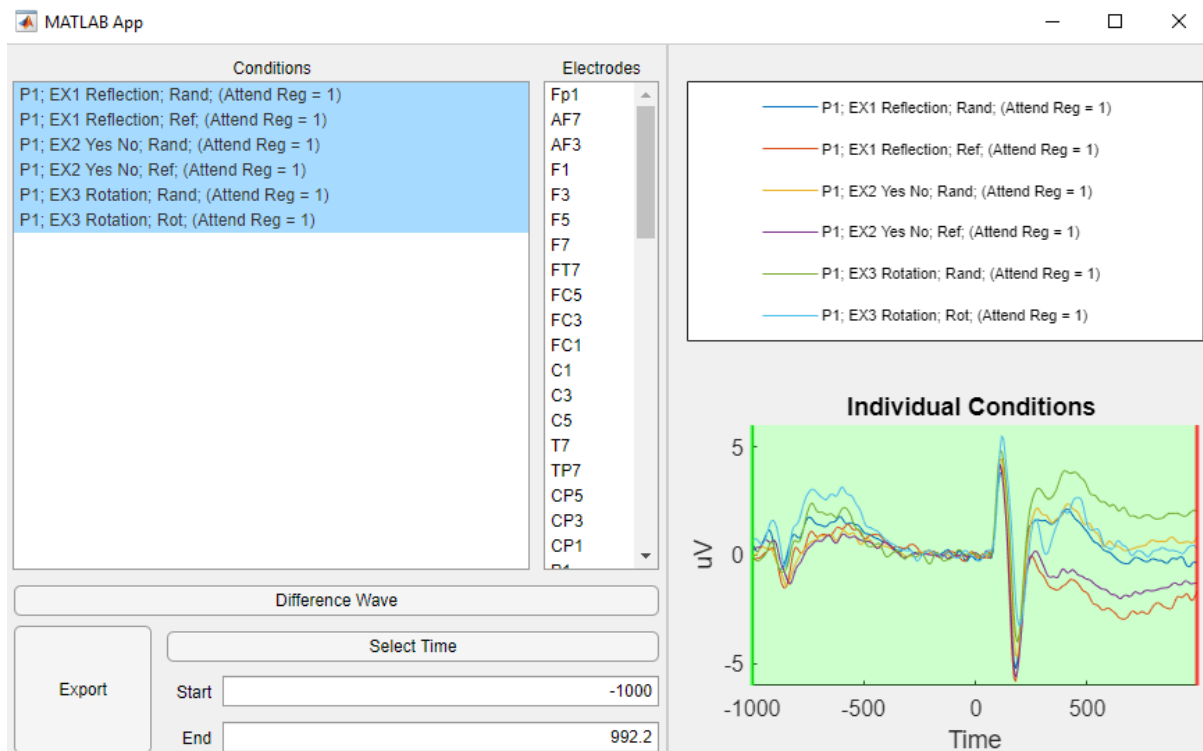 MATLAB App
Conditions
P1; EX1 Reflection; Rand; (Attend Reg = 1)
P1; EX1 Reflection; Ref; (Attend Reg = 1)
P1; EX2 Yes No; Rand; (Attend Reg = 1)
P1; EX2 Yes No; Ref; (Attend Reg = 1)
P1; EX3 Rotation; Rand; (Attend Reg = 1)
P1; EX3 Rotation; Rot; (Attend Reg = 1)
Electrodes
Fp1
AF7
AF3
F1
F3
F5
F7
FT7
FC5
FC3
FC1
C1
C3
C5
T7
TP7
CP5
CP3
CP1
Difference Wave
Export
Select Time
Start
-1000
End
992.2
P1; EX1 Reflection; Rand; (Attend Reg = 1)
P1; EX1 Reflection; Ref; (Attend Reg = 1)
P1; EX2 Yes No; Rand; (Attend Reg = 1)
P1; EX2 Yes No; Ref; (Attend Reg = 1)
P1; EX3 Rotation; Rand; (Attend Reg = 1)
P1; EX3 Rotation; Rot; (Attend Reg = 1)
Individual Conditions
uV
5
0
-5
-1000
-500
0
500
Time